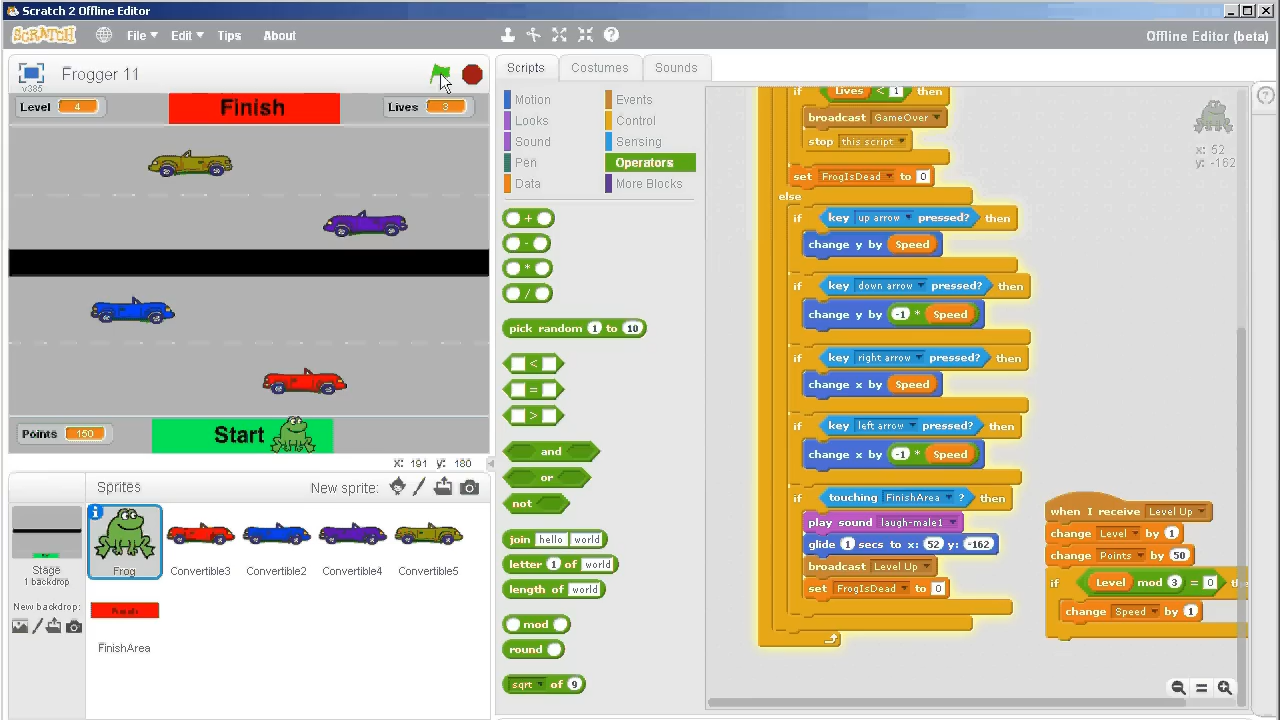 Scratch 2 Offline Editor
SCRATCH File Edit Tips About Offline Editor (beta)
Frogger 11
v385
Level 4
Finish
Lives 3
Points 150
Start
x: 191 y: 180
Sprites New sprite:
Stage
1 backdrop
New backdrop:
Frog
Convertible3
Convertible2
Convertible4
Convertible5
FinishArea
Scripts Costumes Sounds
Motion Events
Looks Control
Sound Sensing
Pen Operators
Data More Blocks
+
-
*
/
pick random 1 to 10
<
=
>
and
or
not
join hello world
letter 1 of world
length of world
mod
round
sqrt of 9
if Lives < 1 then
broadcast GameOver
stop this script
set FrogIsDead to 0
else
if key up arrow pressed? then
change y by Speed
if key down arrow pressed? then
change y by -1 * Speed
if key right arrow pressed? then
change x by Speed
if key left arrow pressed? then
change x by -1 * Speed
if touching FinishArea ? then
play sound laugh-male1
glide 1 secs to x: 52 y: -162
broadcast Level Up
set FrogIsDead to 0
when I receive Level Up
change Level by 1
change Points by 50
if Level mod 3 = 0
change Speed by 1
x: 52
y: -162